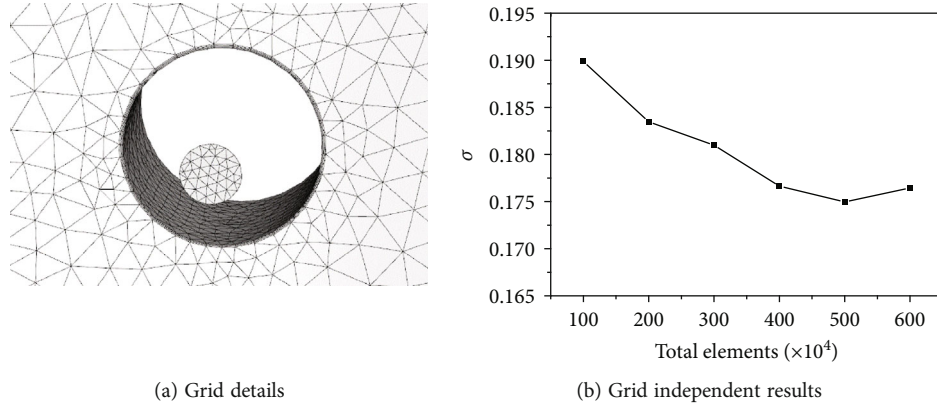 0.195
0.190
0.185
0.180
0.175
0.170
0.165
σ
100 200 300 400 500 600
Total elements (×10⁴)
(a) Grid details
(b) Grid independent results